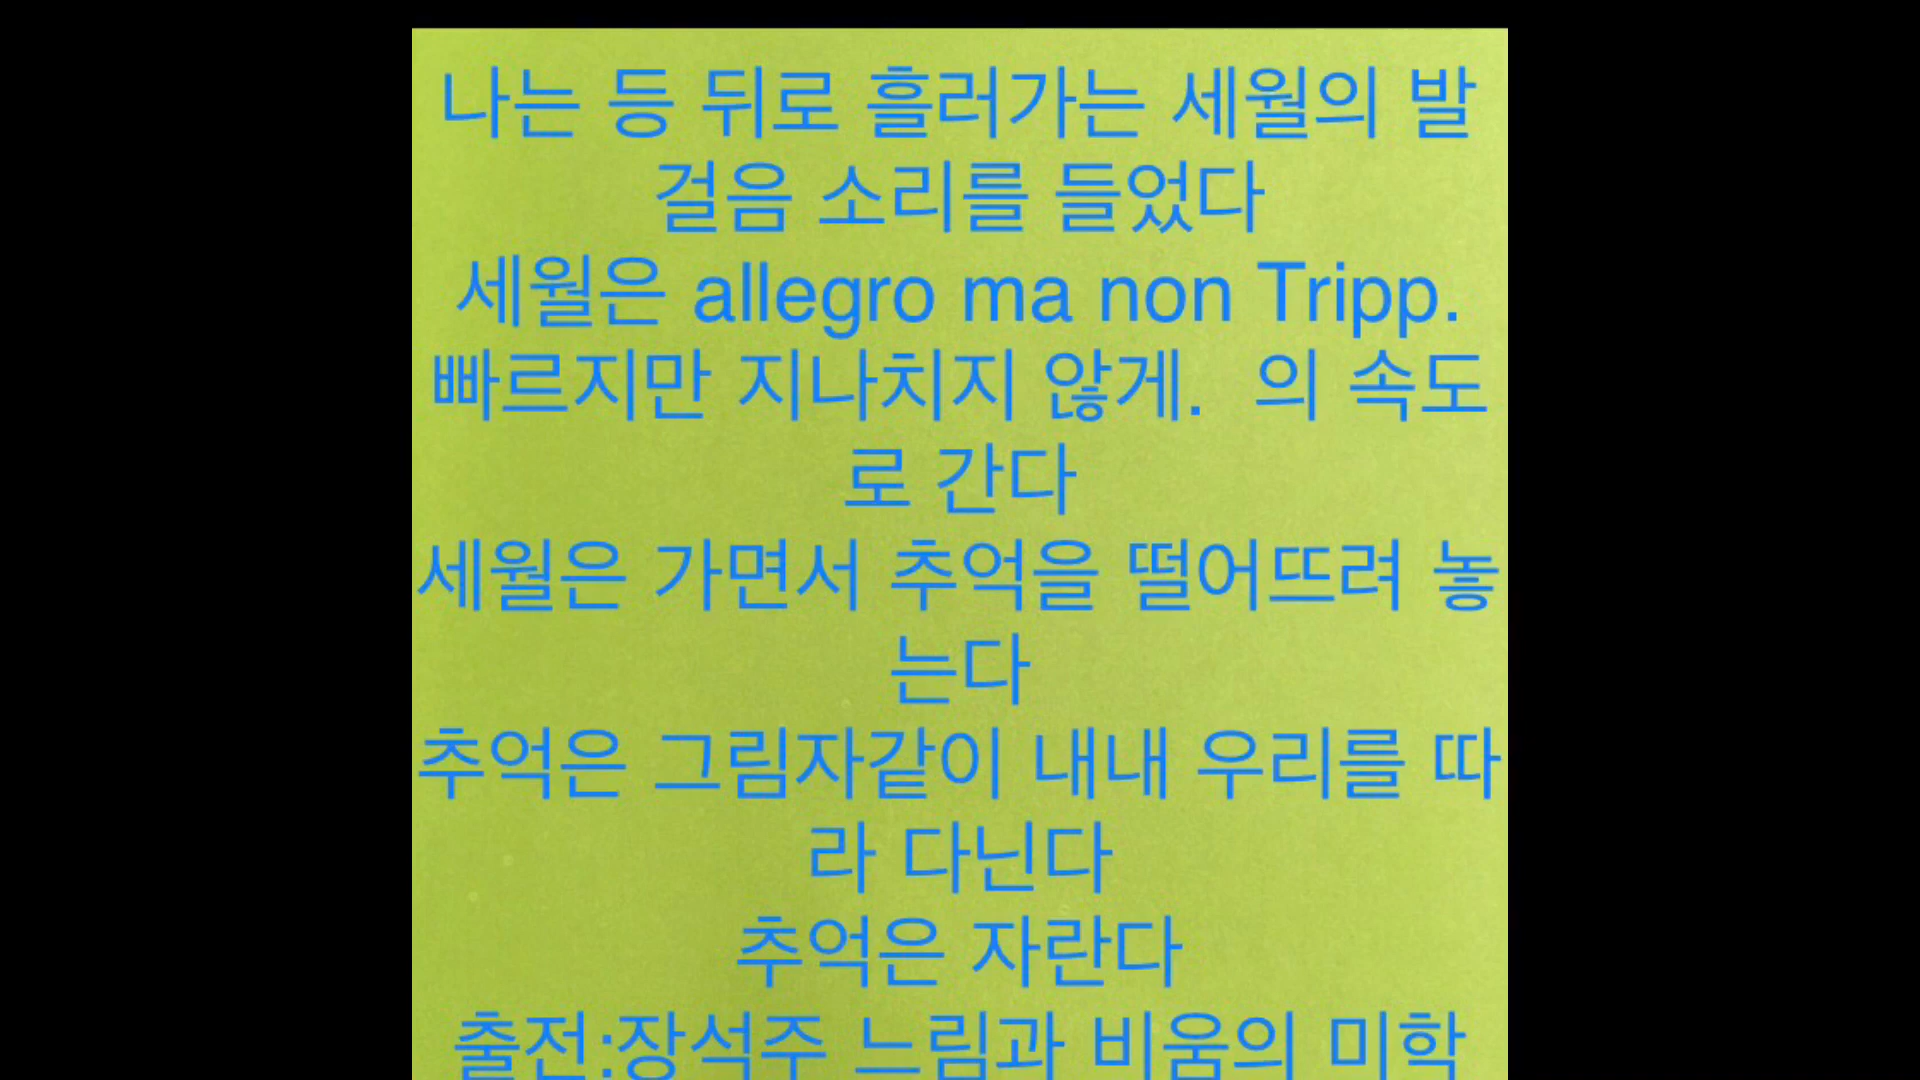 나는 등 뒤로 흘러가는 세월의 발
걸음 소리를 들었다
세월은 allegro ma non Tripp.
빠르지만 지나치지 않게.  의 속도
로 간다
세월은 가면서 추억을 떨어뜨려 놓
는다
추억은 그림자같이 내내 우리를 따
라 다닌다
추억은 자란다
출전:장석주 느림과 비움의 미학